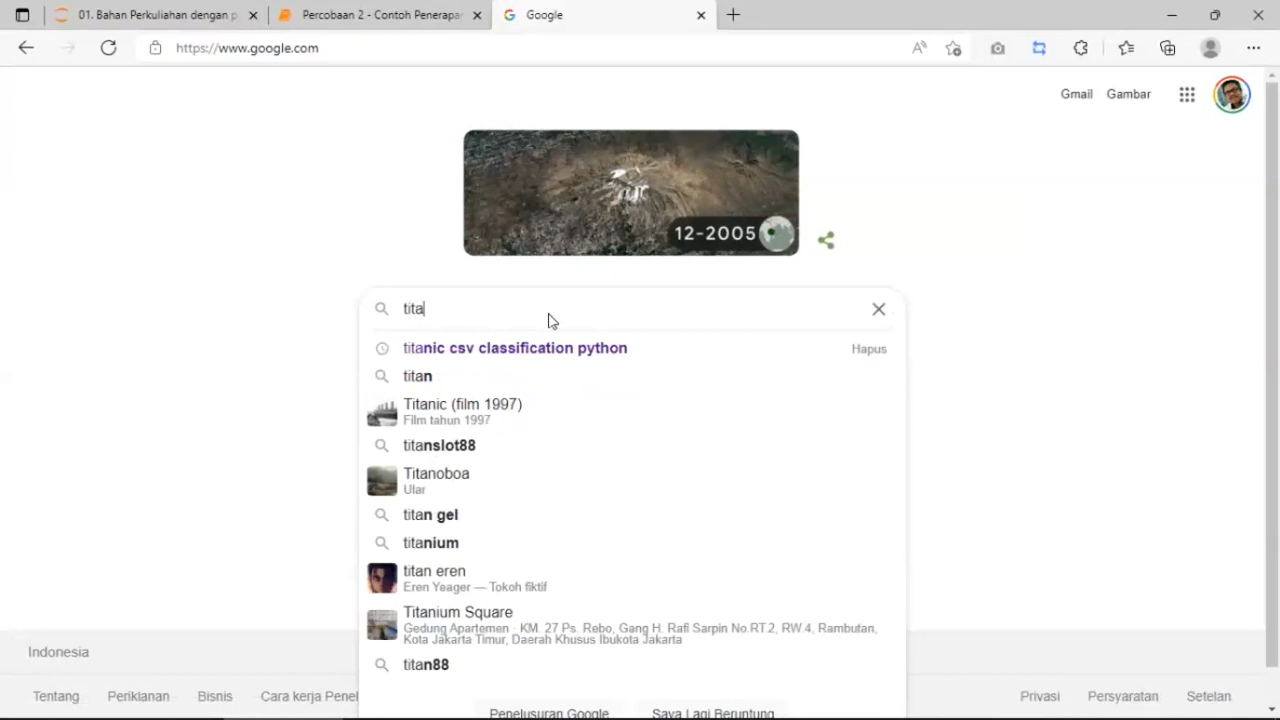 01. Bahan Perkuliahan dengan p
Percobaan 2 - Contoh Penerapa
Google
https://www.google.com
Gmail
Gambar
12-2005
tita
titanic csv classification python
Hapus
titan
Titanic (film 1997)
Film tahun 1997
titanslot88
Titanoboa
Ular
titan gel
titanium
titan eren
Eren Yeager — Tokoh fiktif
Titanium Square
Gedung Apartemen · KM. 27 Ps. Rebo, Gang H. Rafi Sarpin No.RT.2, RW.4, Rambutan,
Kota Jakarta Timur, Daerah Khusus Ibukota Jakarta
titan88
Indonesia
Tentang
Periklanan
Bisnis
Cara kerja Penel
Penelusuran Google
Saya Lagi Beruntung
Privasi
Persyaratan
Setelan